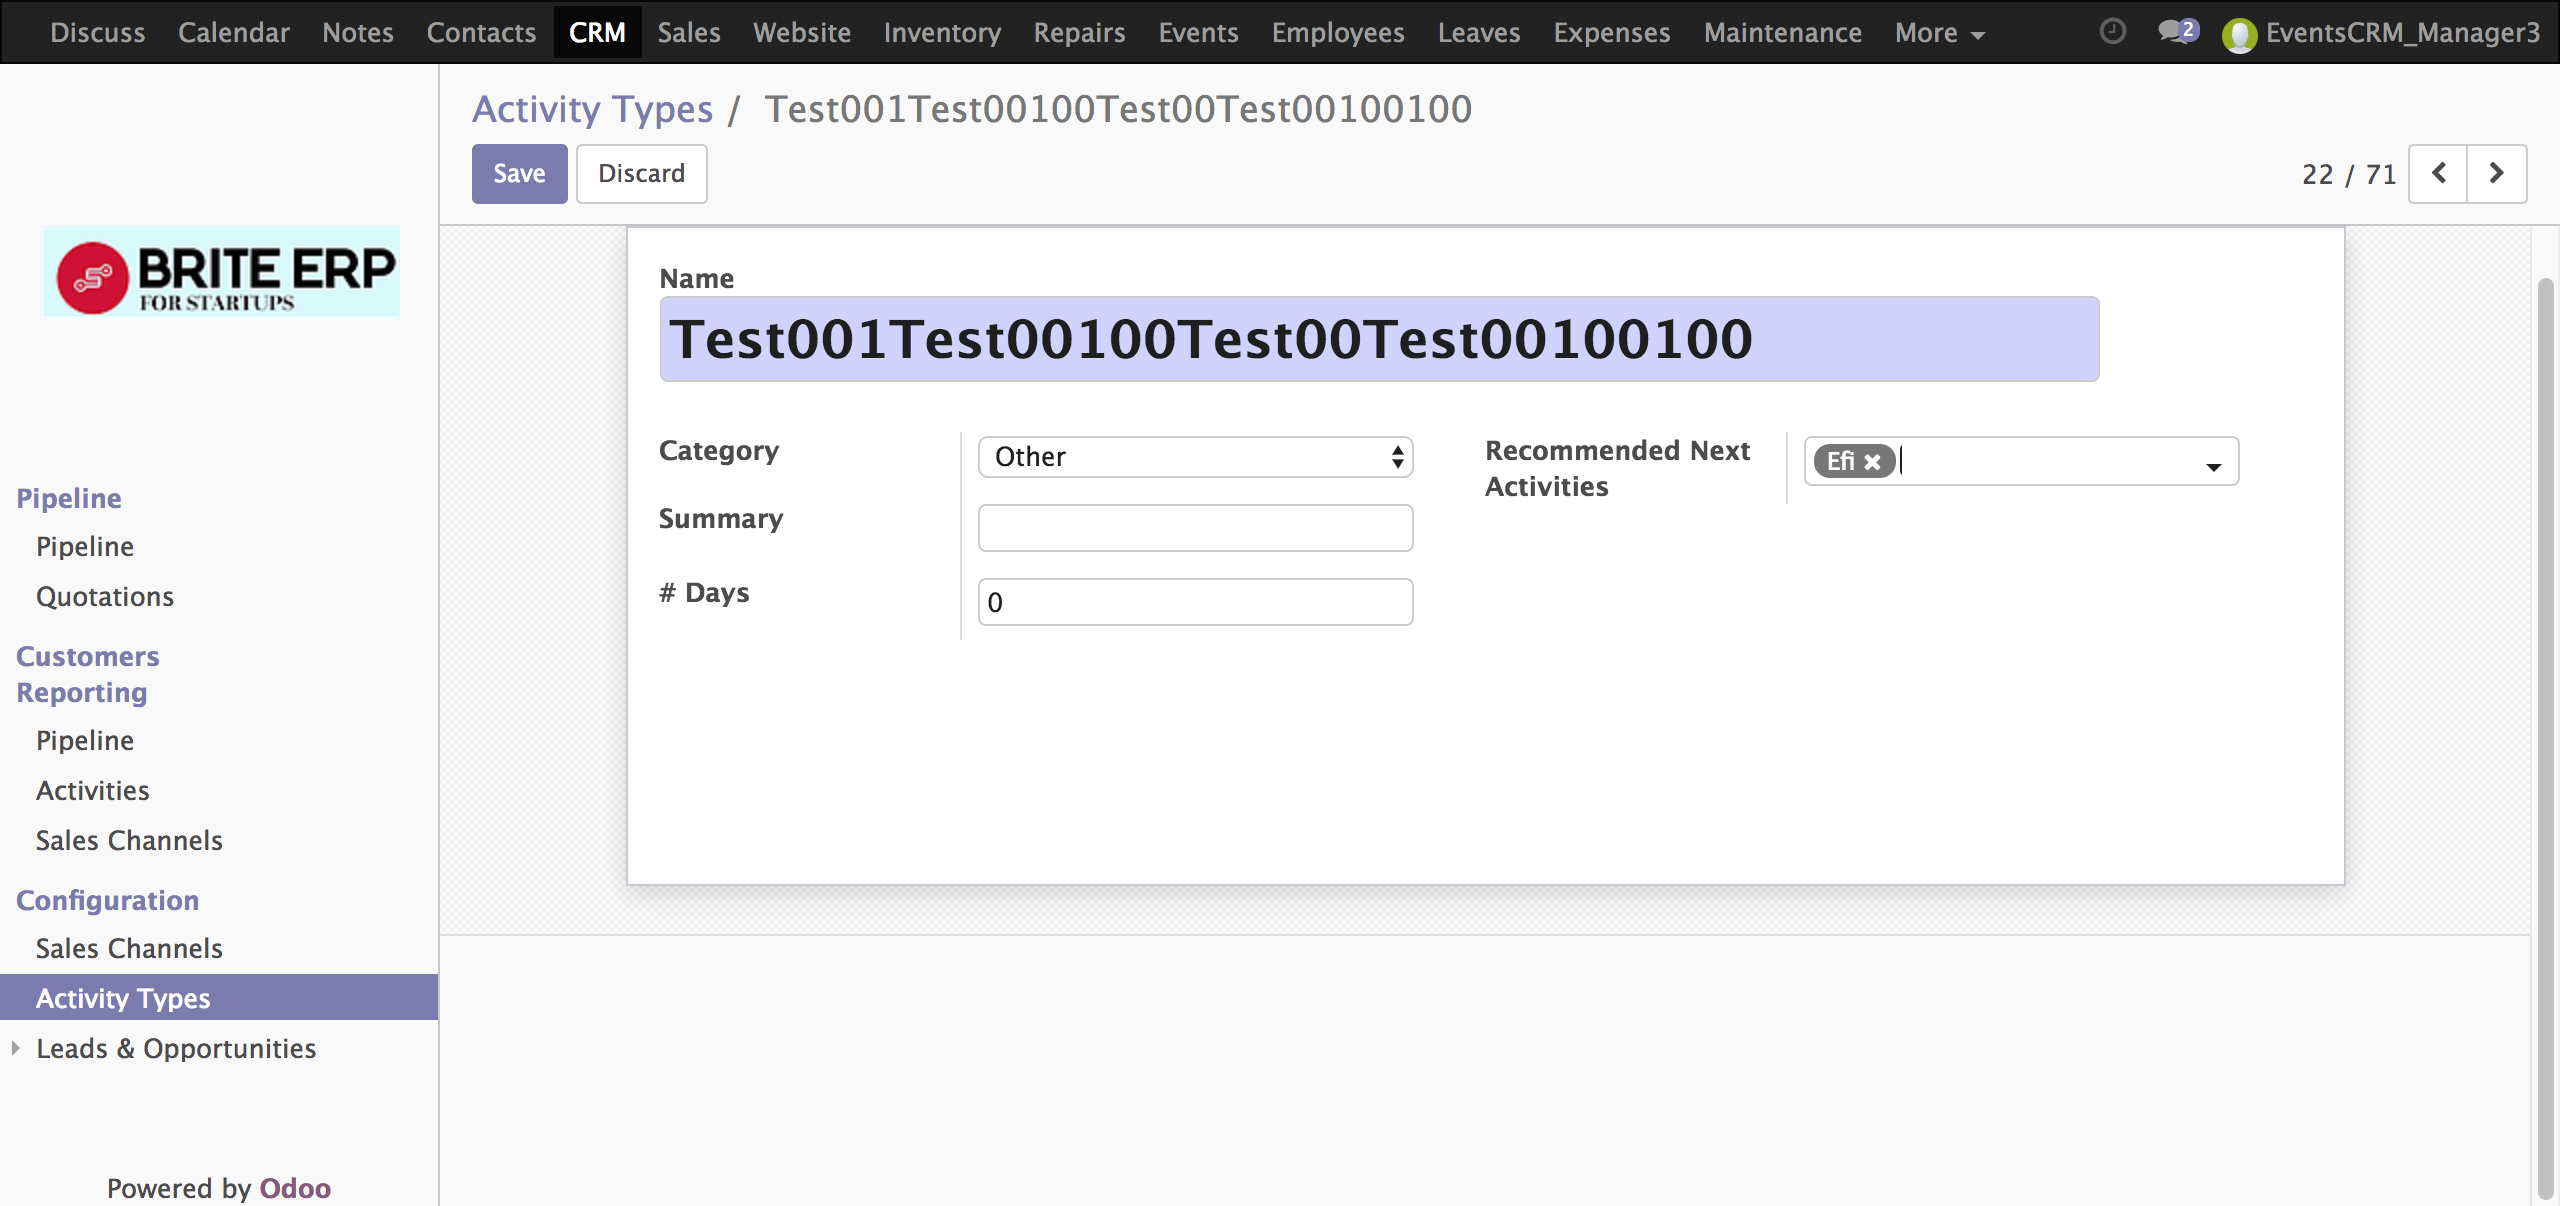 Discuss Calendar Notes Contacts CRM Sales Website Inventory Repairs Events Employees Leaves Expenses Maintenance More 2 EventsCRM_Manager3
Activity Types / Test001Test00100Test00Test00100100
Save Discard 22 / 71
BRITE ERP
FOR STARTUPS
Pipeline
Pipeline
Quotations
Customers
Reporting
Pipeline
Activities
Sales Channels
Configuration
Sales Channels
Activity Types
Leads & Opportunities
Powered by Odoo
Name
Test001Test00100Test00Test00100100
Category Other
Summary
# Days 0
Recommended Next
Activities
Efi